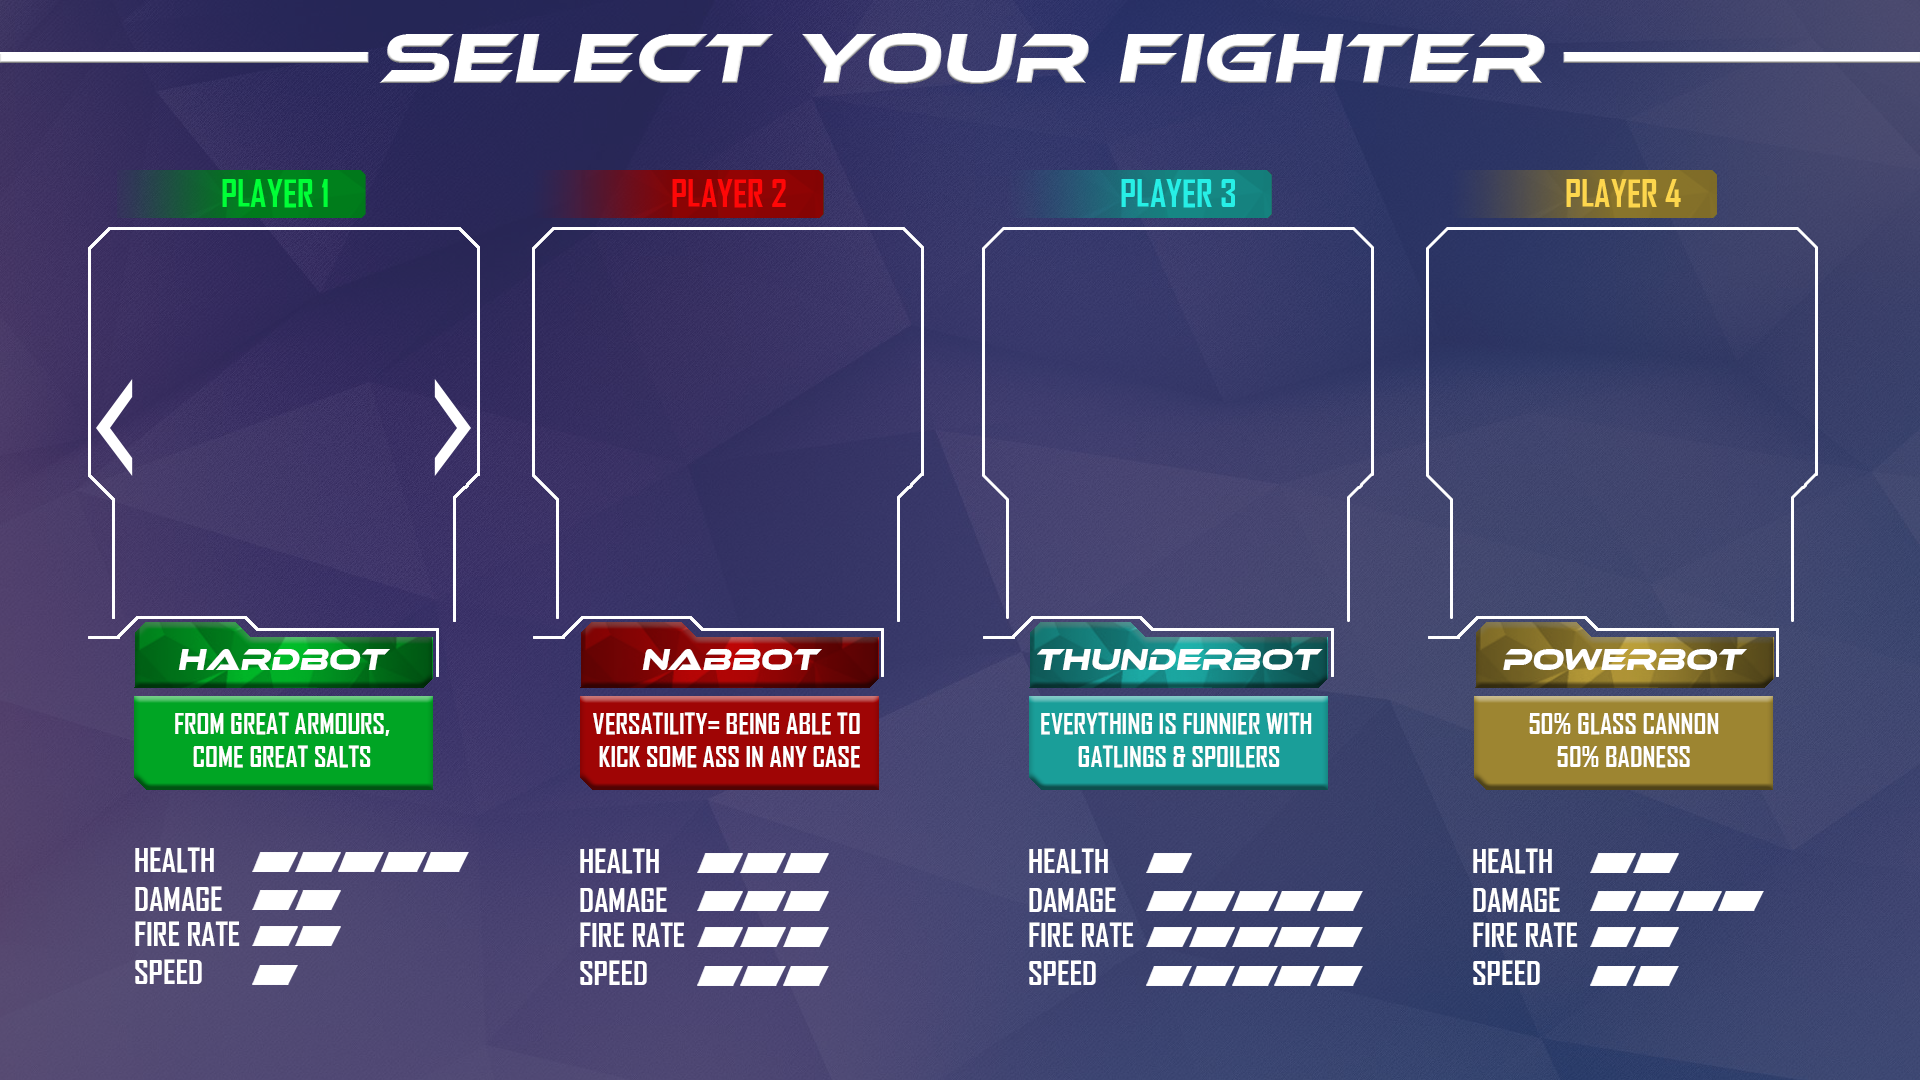 SELECT YOUR FIGHTER
PLAYER 1
PLAYER 2
PLAYER 3
PLAYER 4
HARDBOT
FROM GREAT ARMOURS,
COME GREAT SALTS
HEALTH
DAMAGE
FIRE RATE
SPEED
NABBOT
VERSATILITY= BEING ABLE TO
KICK SOME ASS IN ANY CASE
HEALTH
DAMAGE
FIRE RATE
SPEED
THUNDERBOT
EVERYTHING IS FUNNIER WITH
GATLINGS & SPOILERS
HEALTH
DAMAGE
FIRE RATE
SPEED
POWERBOT
50% GLASS CANNON
50% BADNESS
HEALTH
DAMAGE
FIRE RATE
SPEED